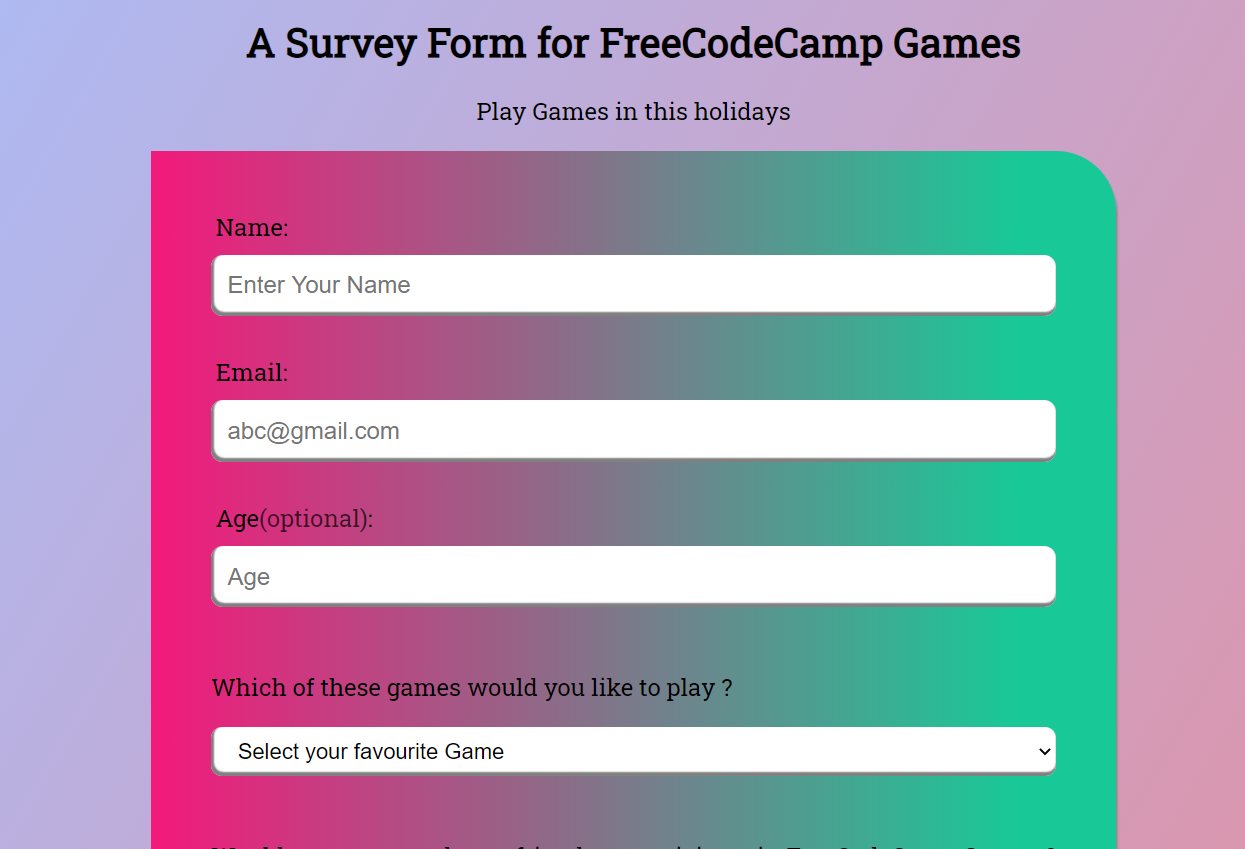 A Survey Form for FreeCodeCamp Games
Play Games in this holidays
Name:
Enter Your Name
Email:
abc@gmail.com
Age(optional):
Age
Which of these games would you like to play ?
Select your favourite Game